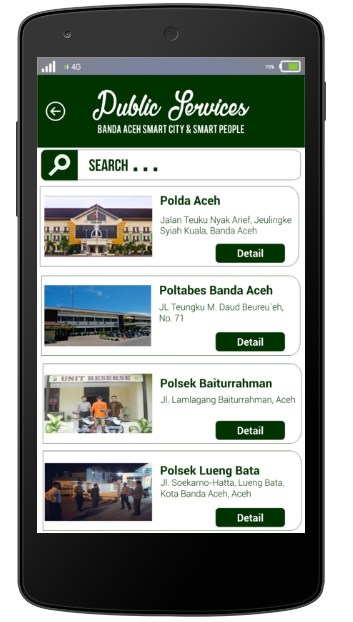 4G
Public Services
BANDA ACEH SMART CITY & SMART PEOPLE
SEARCH . . .
Polda Aceh
Jalan Teuku Nyak Arief, Jeulingke
Syiah Kuala, Banda Aceh
Detail
Poltabes Banda Aceh
JL Teungku M. Daud Beureu'eh,
No. 71
Detail
UNIT RESERSE
Polsek Baiturrahman
Jl. Lamlagang Baiturrahman, Aceh
Detail
Polsek Lueng Bata
Jl. Soekarno-Hatta, Lueng Bata,
Kota Banda Aceh, Aceh
Detail